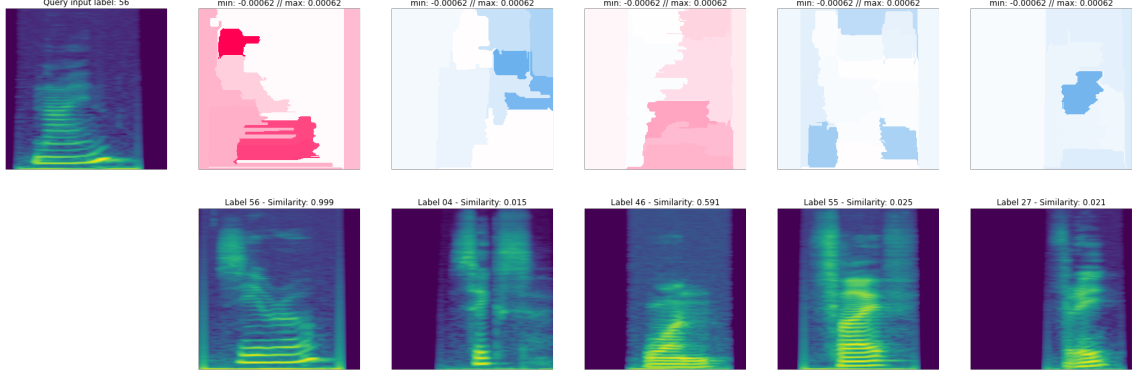 Query input label: 56
min: -0.00062 // max: 0.00062
min: -0.00062 // max: 0.00062
min: -0.00062 // max: 0.00062
min: -0.00062 // max: 0.00062
min: -0.00062 // max: 0.00062
Label 56 - Similarity: 0.999
Label 04 - Similarity: 0.015
Label 46 - Similarity: 0.591
Label 55 - Similarity: 0.025
Label 27 - Similarity: 0.021